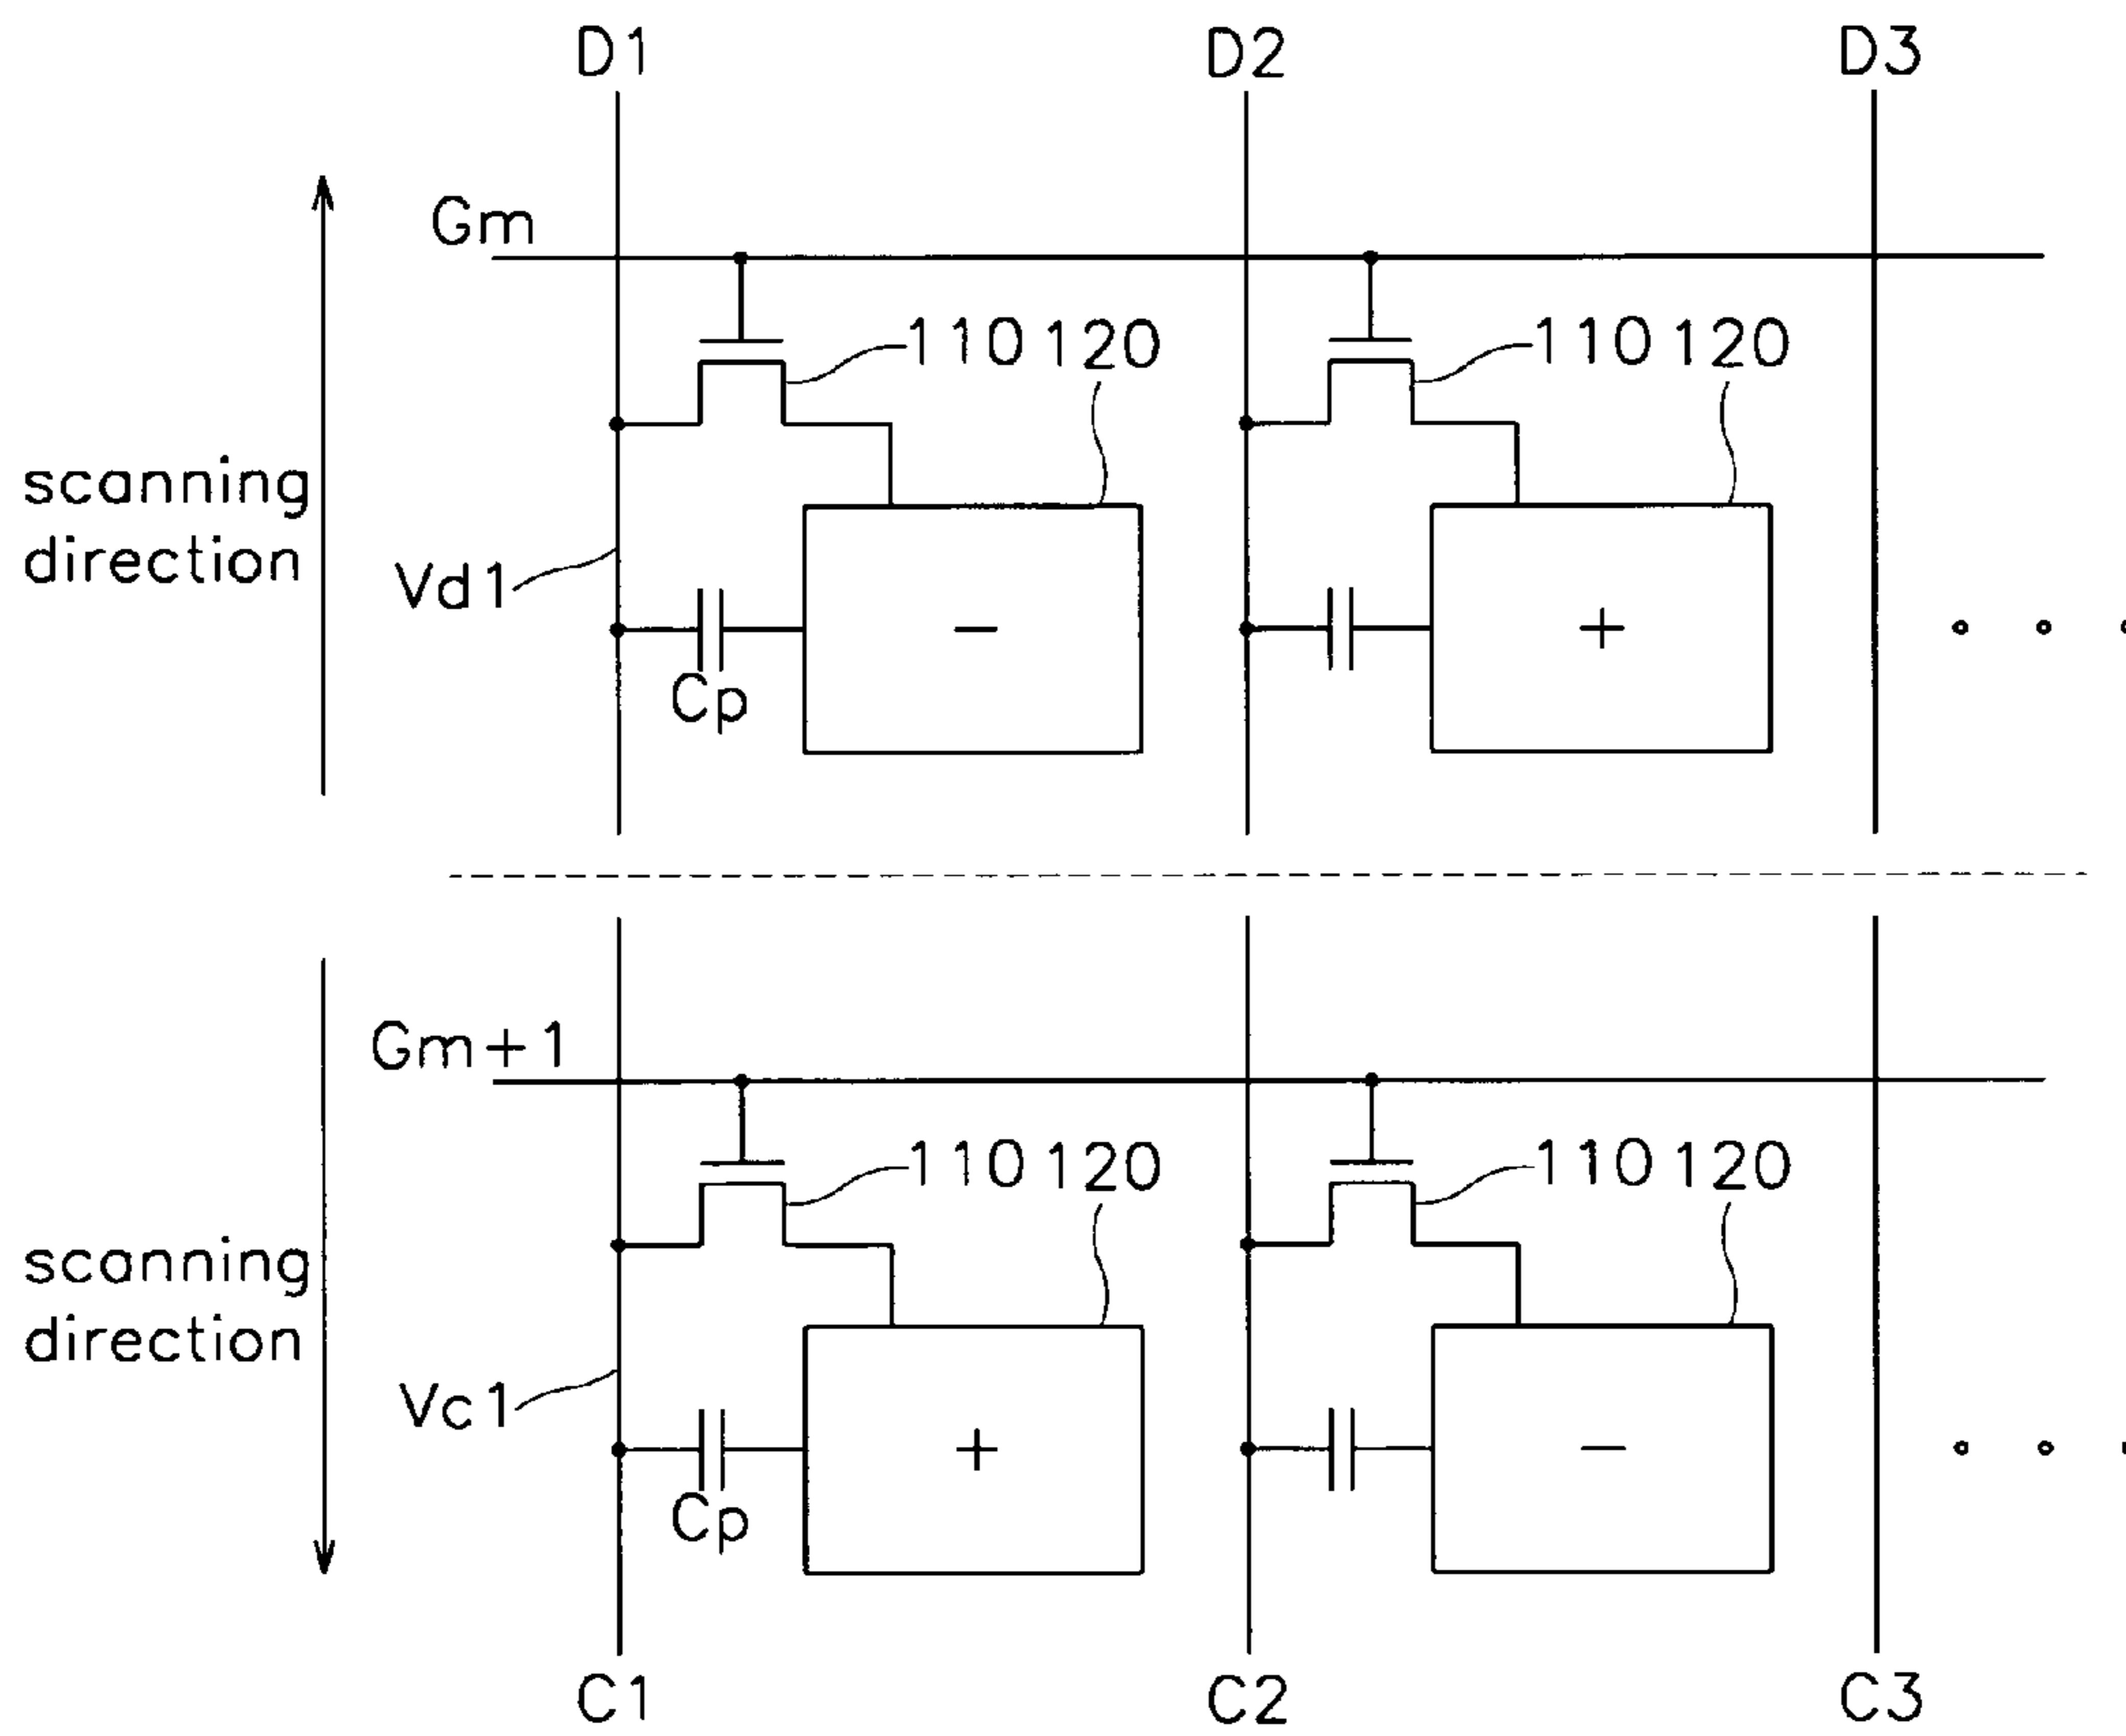 D1 D2 D3
Gm
110 120 110 120
scanning
direction
Vd1
− +
Cp
Gm+1
110 120 110 120
scanning
direction
Vc1
+ −
Cp
C1 C2 C3